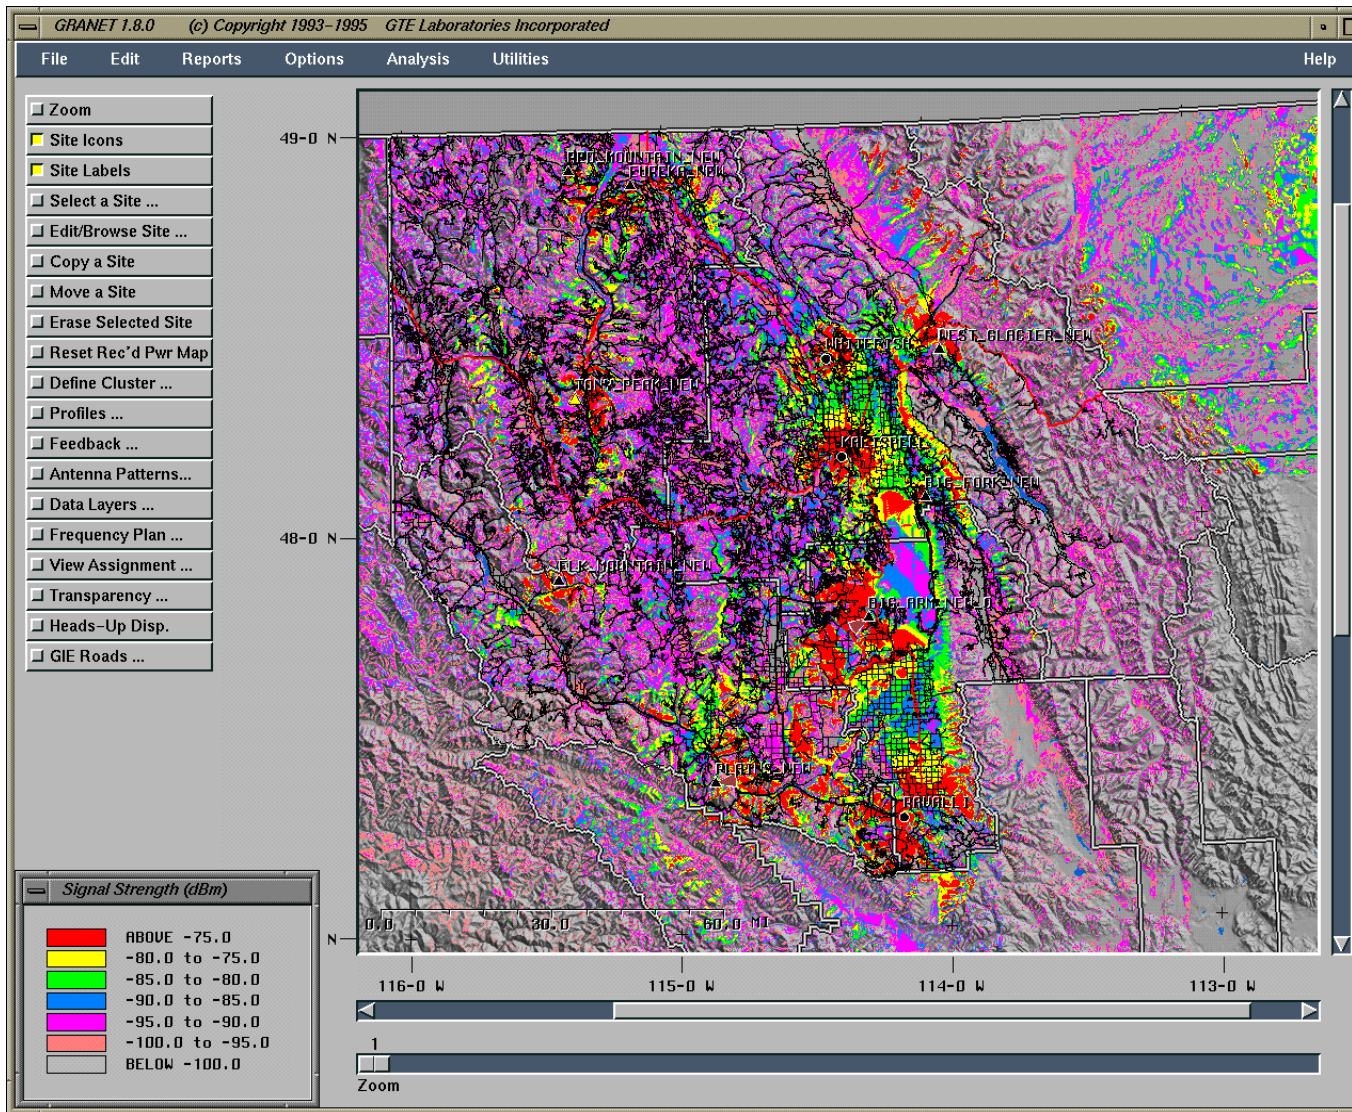 GRANET 1.8.0 (c) Copyright 1993-1995 GTE Laboratories Incorporated
File Edit Reports Options Analysis Utilities Help
Zoom
Site Icons
Site Labels
Select a Site ...
Edit/Browse Site ...
Copy a Site
Move a Site
Erase Selected Site
Reset Rec'd Pwr Map
Define Cluster ...
Profiles ...
Feedback ...
Antenna Patterns...
Data Layers ...
Frequency Plan ...
View Assignment ...
Transparency ...
Heads-Up Disp.
GIE Roads ...
49-0 N
48-0 N
N
MOUNTAIN_NEW
EUREKA_NEW
WEST_GLACIER_NEW
WHITEFISH
TONY_PEAK_NEW
KALISPELL
BIG_FORK_NEW
ELK_MOUNTAIN_NEW
BIG_ARM_NEW_0
PLAINS_NEW
RAVALLI
0.0 30.0 60.0 MI
116-0 W 115-0 W 114-0 W 113-0 W
1
Zoom
Signal Strength (dBm)
ABOVE -75.0
-80.0 to -75.0
-85.0 to -80.0
-90.0 to -85.0
-95.0 to -90.0
-100.0 to -95.0
BELOW -100.0